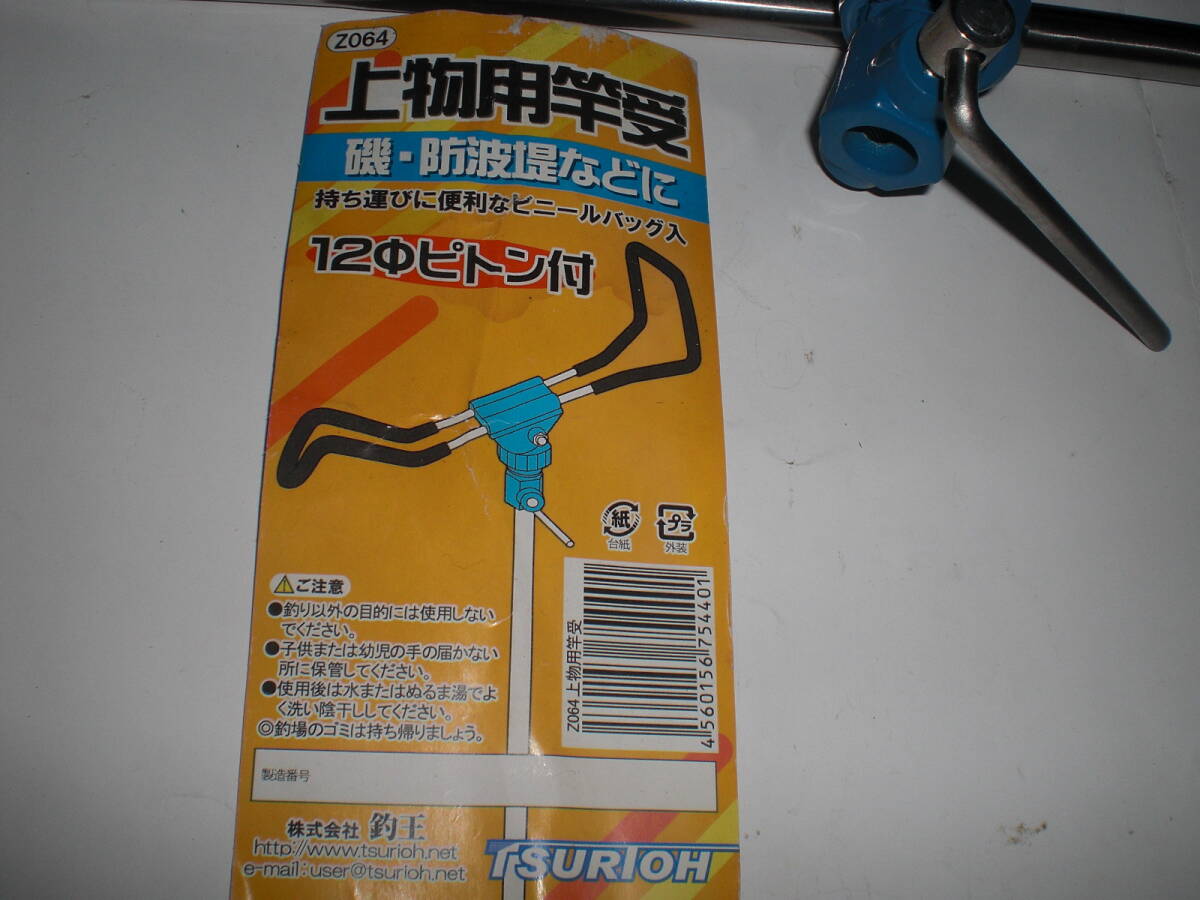 Z064
上物用竿受
磯・防波堤などに
持ち運びに便利なビニールバッグ入
12Φピトン付
紙
台紙
プラ
外装
ご注意
●釣り以外の目的には使用しない
でください。
●子供または幼児の手の届かない
所に保管してください。
●使用後は水またはぬるま湯でよ
く洗い陰干ししてください。
◎釣場のゴミは持ち帰りましょう。
Z064 上物用竿受
4560156754401
製造番号
株式会社 釣王
http://www.tsurioh.net
e-mail:user@tsurioh.net
TSURIOH